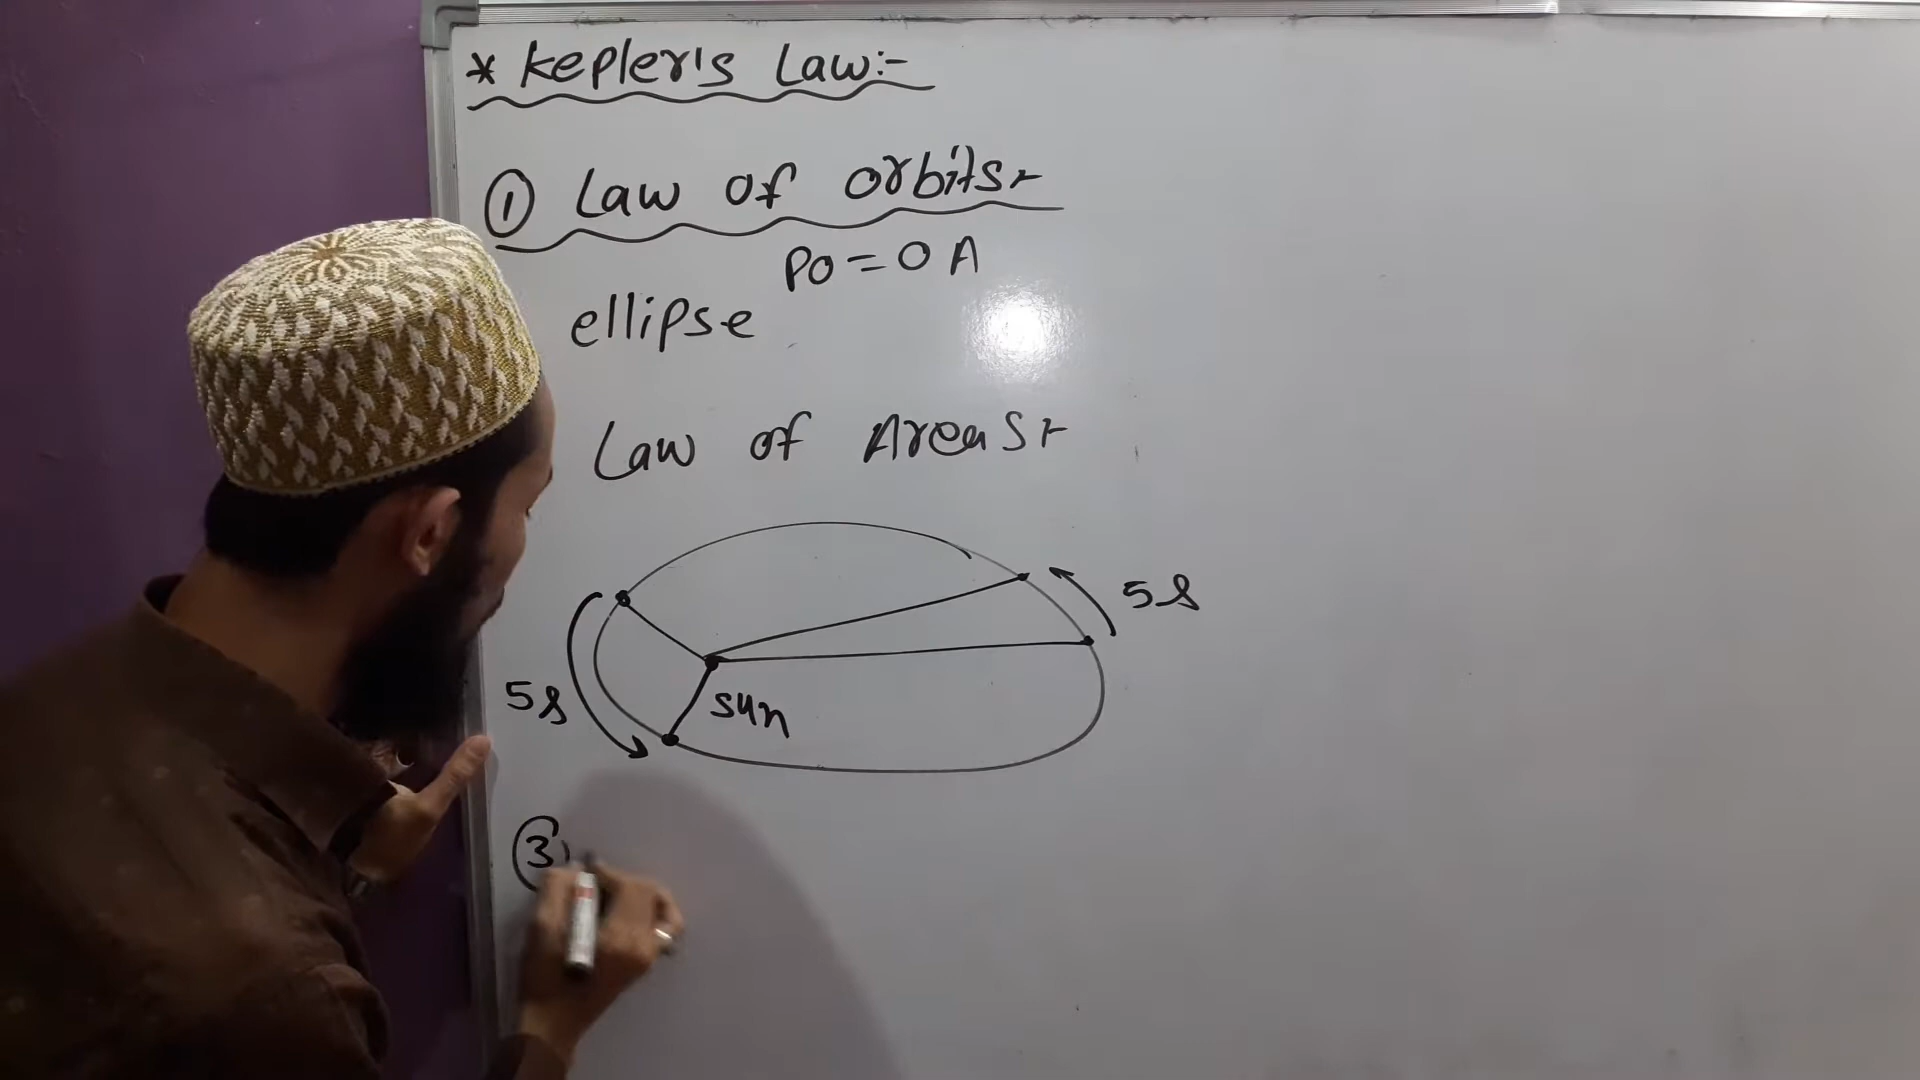 * Kepler's Law:-
① Law of orbits:-
PO = OA
ellipse
Law of Areas:-
5s
5s
sun
③